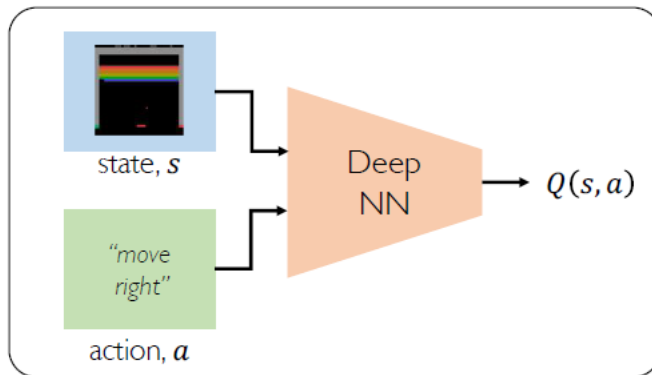 state, s
"move
right"
action, a
Deep
NN
Q(s, a)